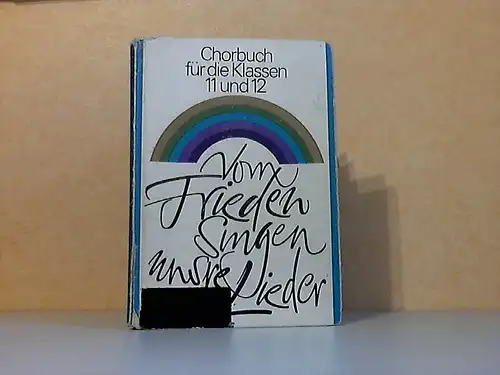 Chorbuch
für die Klassen
11 und 12
Vom
Frieden
singen
unsre Lieder